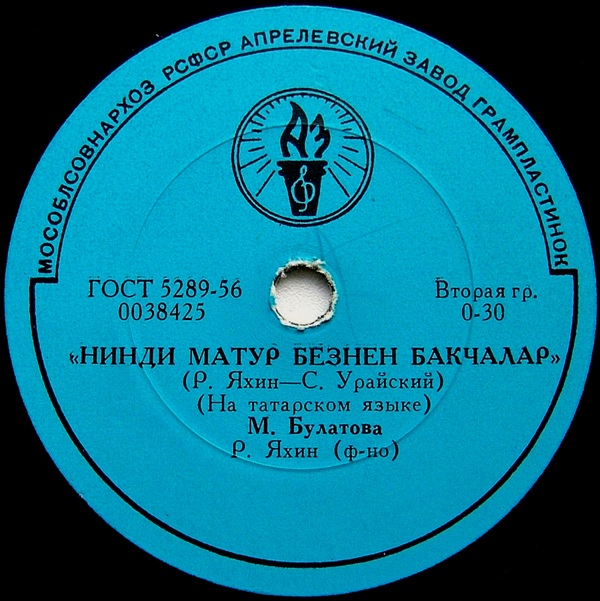 МОСОБЛСОВНАРХОЗ РСФСР АПРЕЛЕВСКИЙ ЗАВОД ГРАМПЛАСТИНОК
АЗ
ГОСТ 5289-56
0038425
Вторая гр.
0-30
«НИНДИ МАТУР БЕЗНЕН БАКЧАЛАР»
(Р. Яхин—С. Урайский)
(На татарском языке)
М. Булатова
Р. Яхин (ф-но)